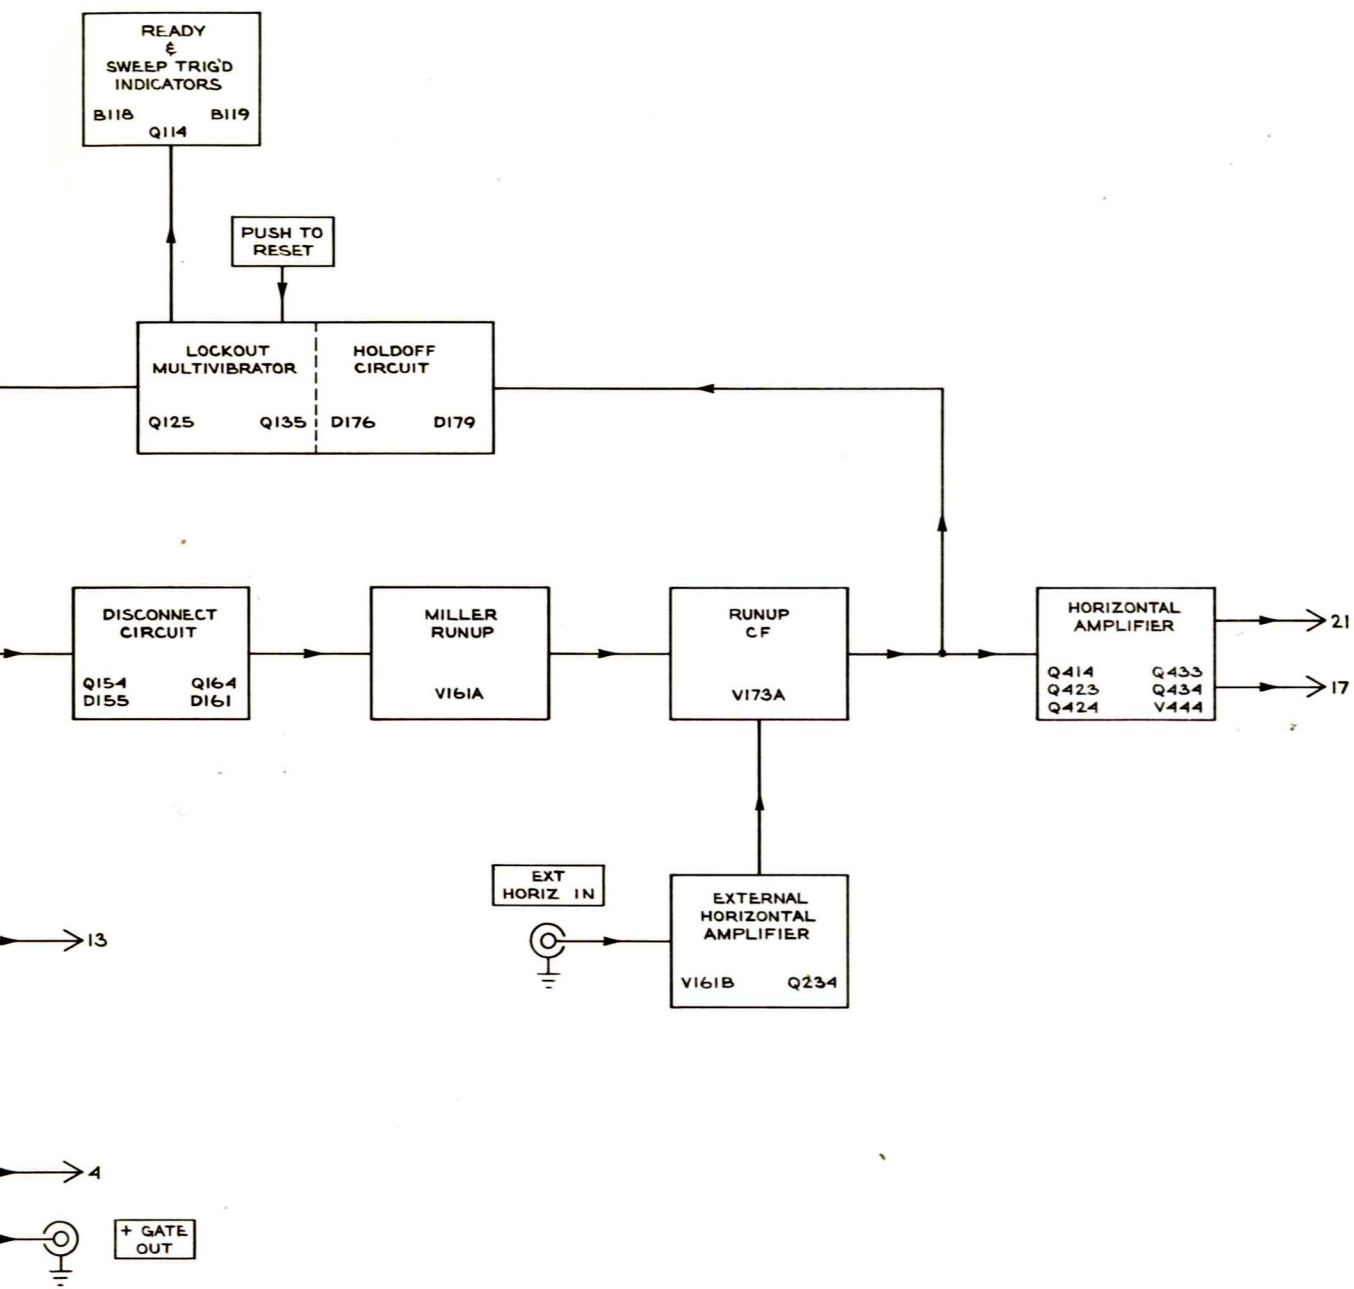 READY
&
SWEEP TRIG'D
INDICATORS
B118 B119
Q114
PUSH TO
RESET
LOCKOUT
MULTIVIBRATOR
Q125 Q135
HOLDOFF
CIRCUIT
D176 D179
DISCONNECT
CIRCUIT
Q154 Q164
D155 D161
MILLER
RUNUP
V161A
RUNUP
CF
V173A
HORIZONTAL
AMPLIFIER
Q414 Q433
Q423 Q434
Q424 V444
21
17
EXT
HORIZ IN
EXTERNAL
HORIZONTAL
AMPLIFIER
V161B Q234
13
4
+ GATE
OUT